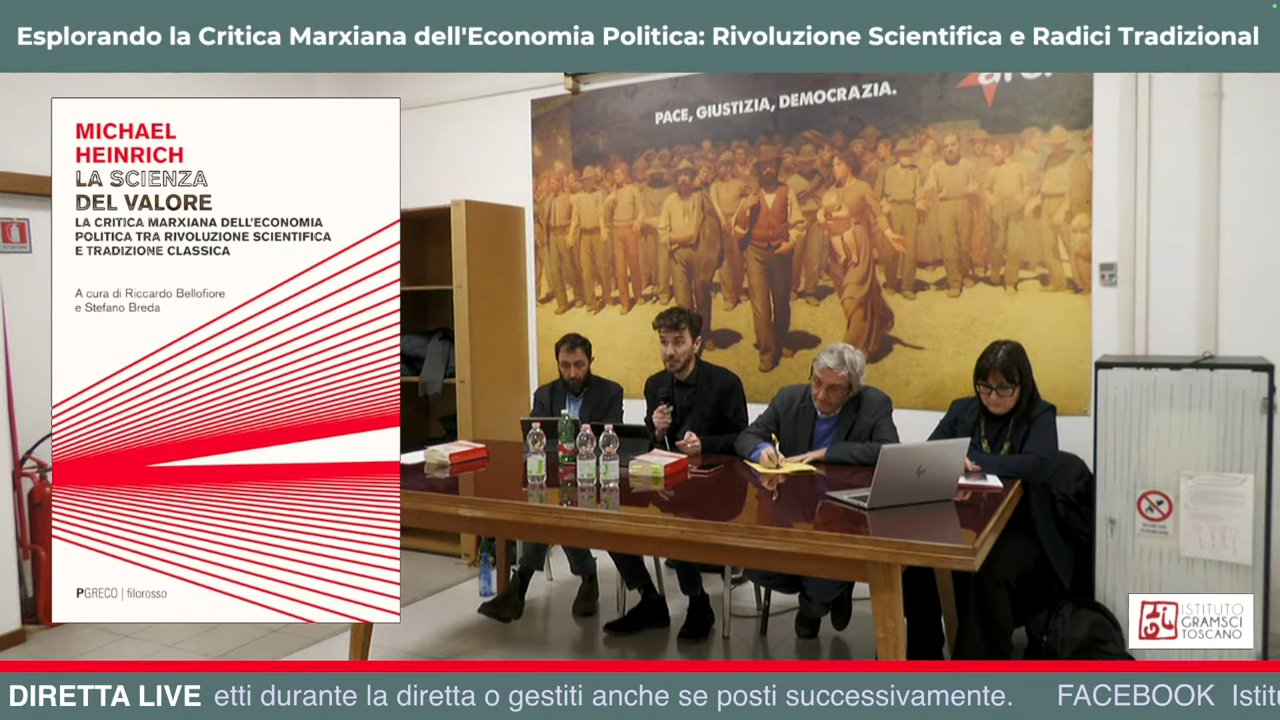 Esplorando la Critica Marxiana dell'Economia Politica: Rivoluzione Scientifica e Radici Tradizional
MICHAEL
HEINRICH
LA SCIENZA
DEL VALORE
LA CRITICA MARXIANA DELL'ECONOMIA
POLITICA TRA RIVOLUZIONE SCIENTIFICA
E TRADIZIONE CLASSICA
A cura di Riccardo Bellofiore
e Stefano Breda
PGRECO | filorosso
PACE, GIUSTIZIA, DEMOCRAZIA.
ISTITUTO
GRAMSCI
TOSCANO
DIRETTA LIVE etti durante la diretta o gestiti anche se posti successivamente. FACEBOOK Istit